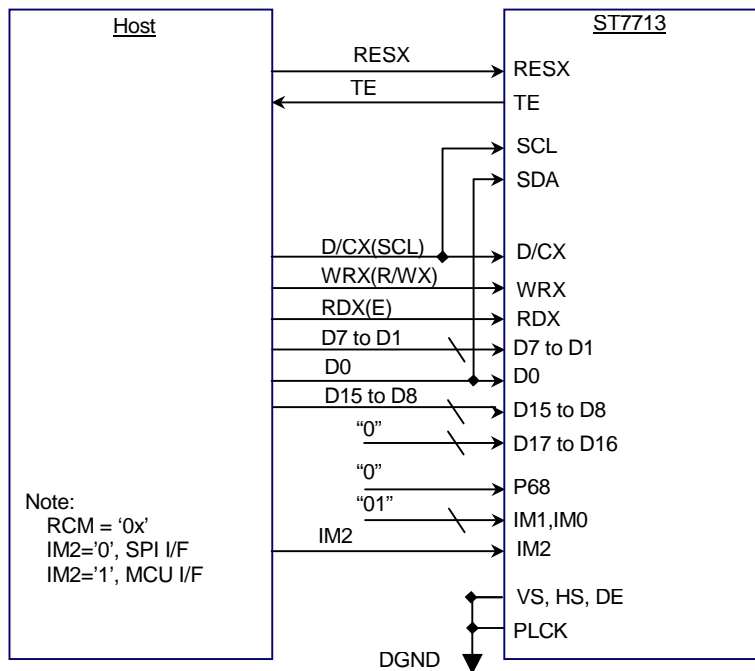 Host
ST7713
RESX
RESX
TE
TE
SCL
SDA
D/CX(SCL)
D/CX
WRX(R/WX)
WRX
RDX(E)
RDX
D7 to D1
D7 to D1
D0
D0
D15 to D8
D15 to D8
“0”
D17 to D16
“0”
P68
“01”
IM1,IM0
IM2
IM2
Note:
RCM = ‘0x’
IM2=’0’, SPI I/F
IM2=’1’, MCU I/F
VS, HS, DE
PLCK
DGND